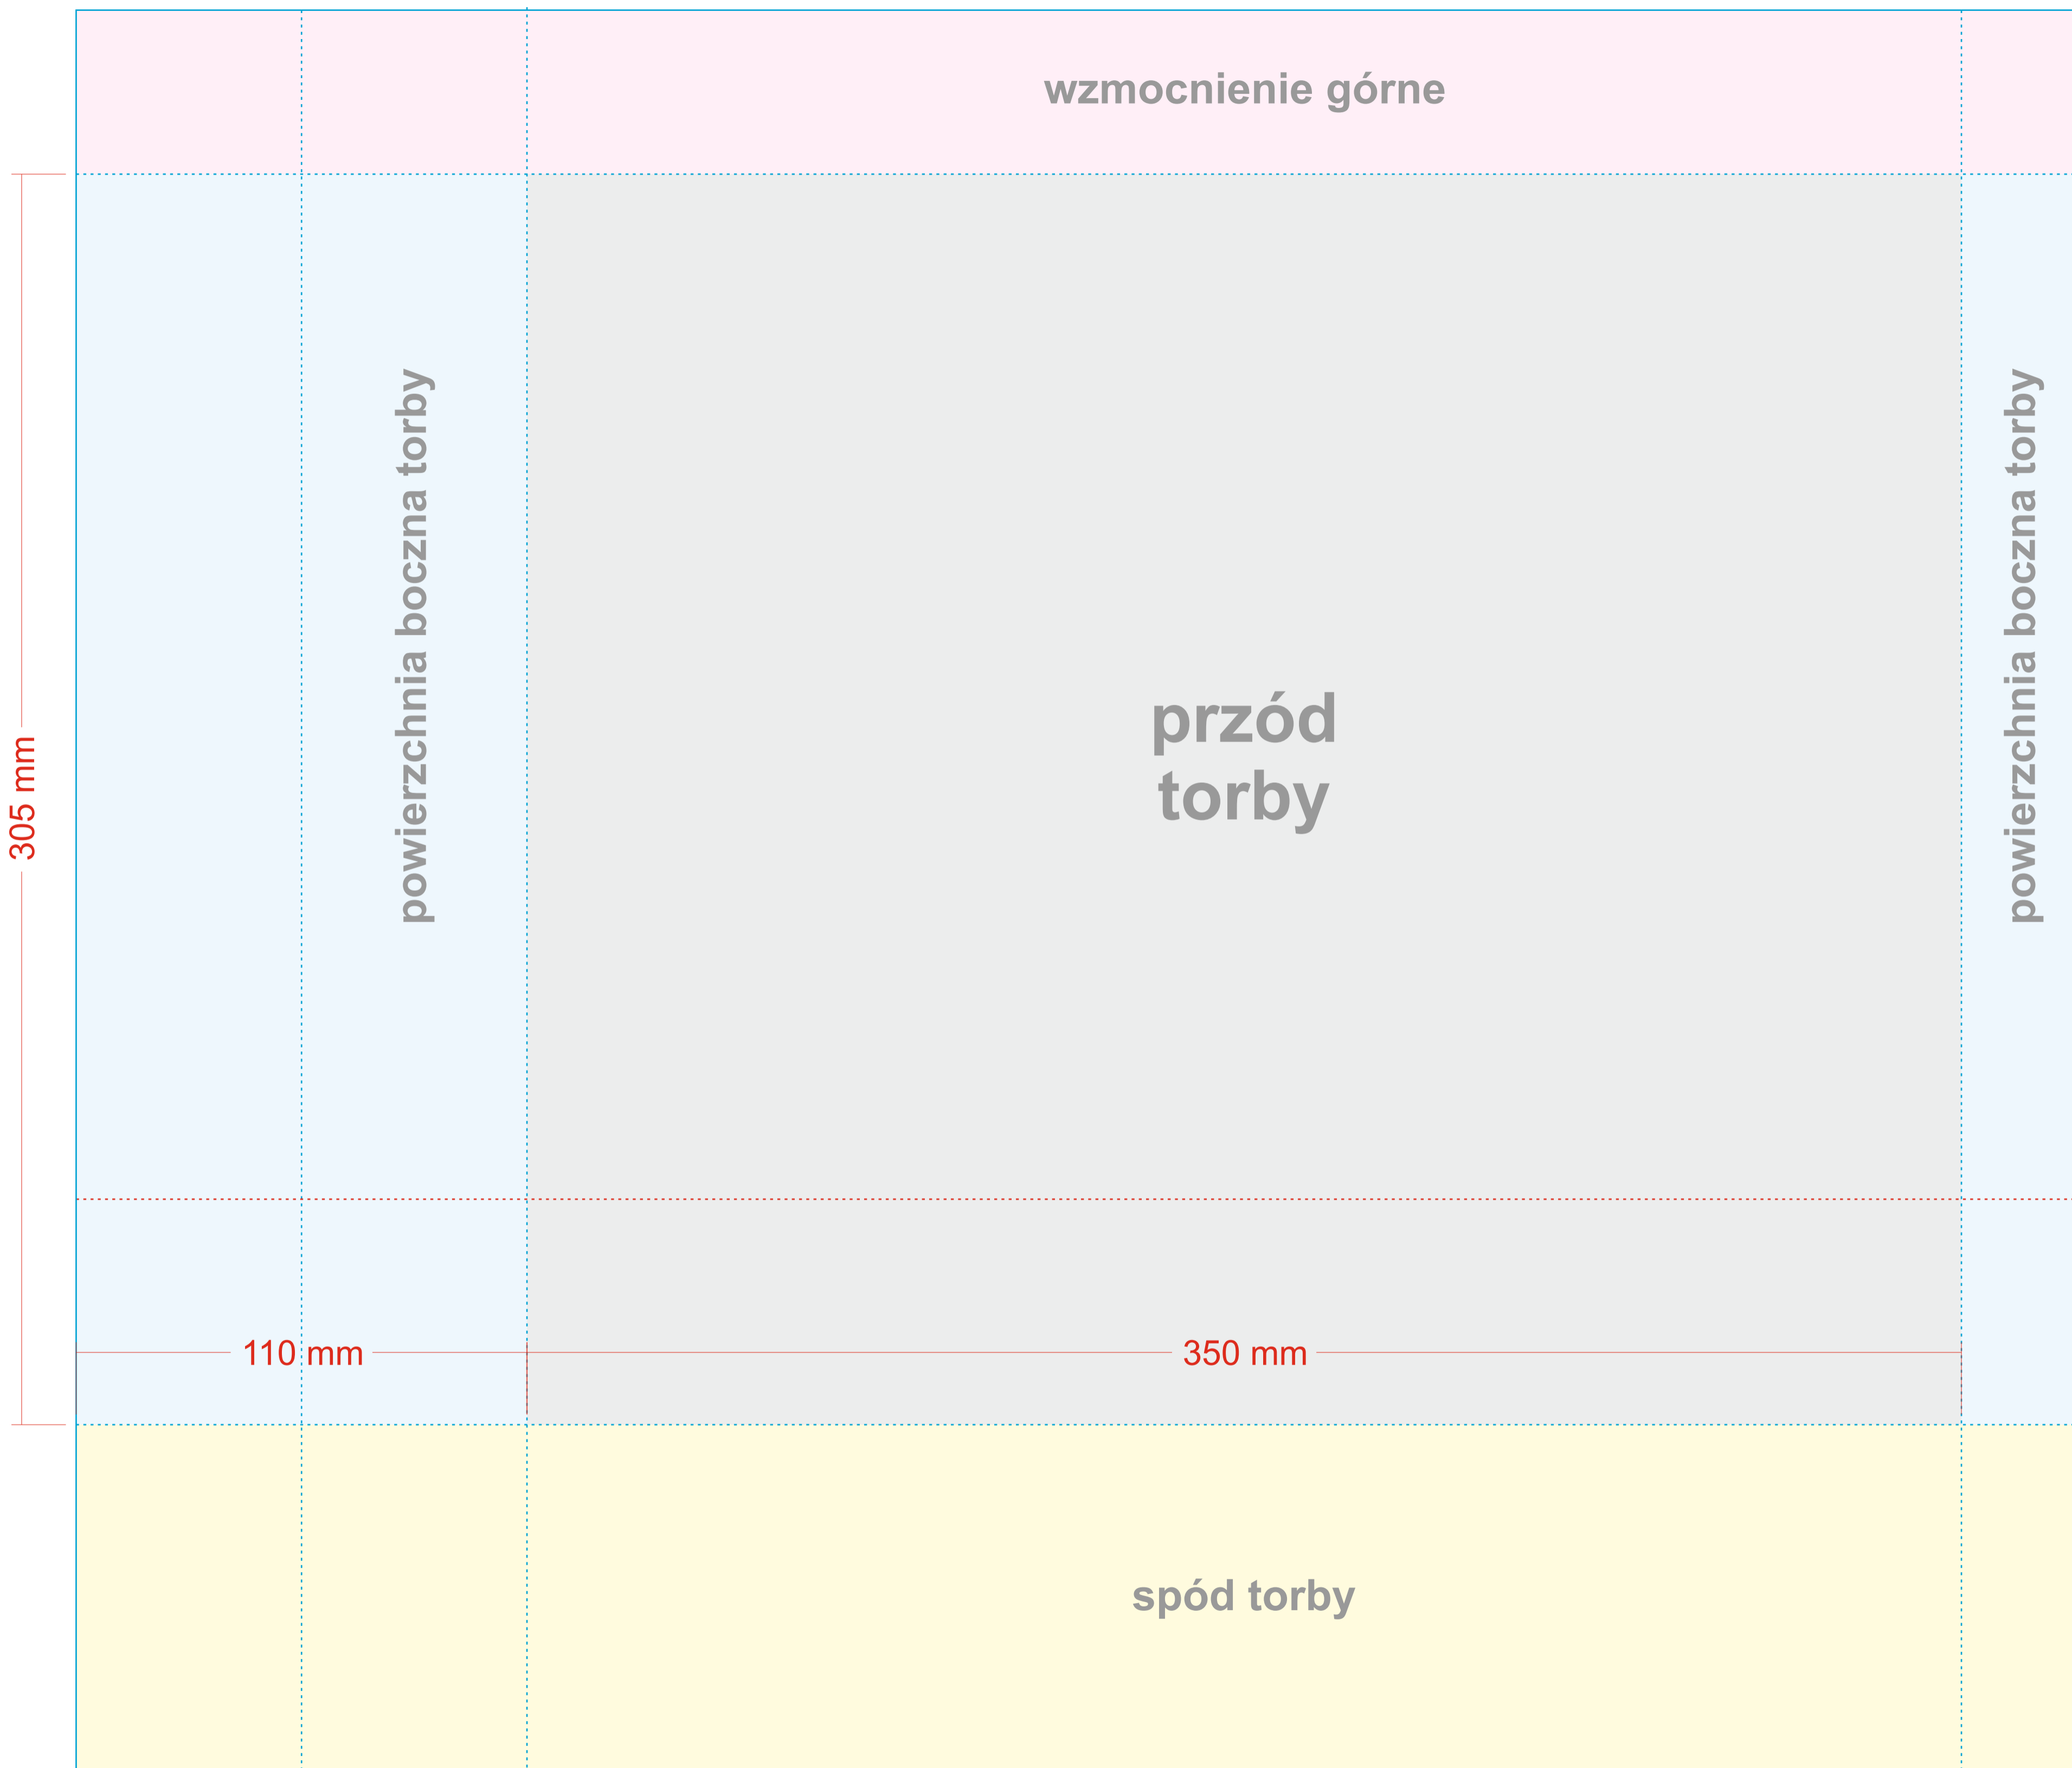 wzmocnienie górne
305 mm
powierzchnia boczna torby
przód
torby
powierzchnia boczna torby
110 mm
350 mm
spód torby